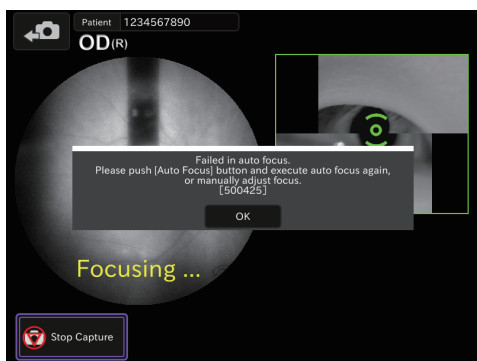 Patient 1234567890
OD(R)
Failed in auto focus.
Please push [Auto Focus] button and execute auto focus again,
or manually adjust focus.
[500425]
OK
Focusing ...
Stop Capture